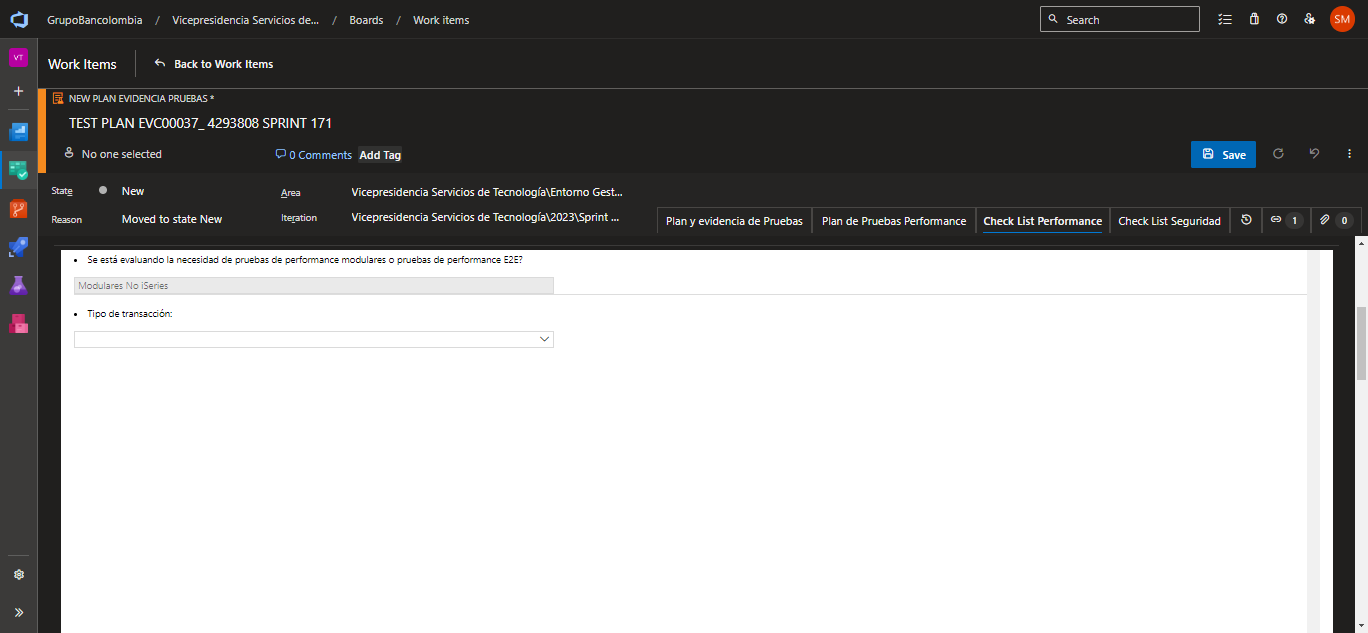 GrupoBancolombia / Vicepresidencia Servicios de... / Boards / Work items
Search
SM
VT
Work Items
Back to Work Items
NEW PLAN EVIDENCIA PRUEBAS *
TEST PLAN EVC00037_ 4293808 SPRINT 171
No one selected
0 Comments
Add Tag
Save
State
New
Area
Vicepresidencia Servicios de Tecnología\Entorno Gest...
Reason
Moved to state New
Iteration
Vicepresidencia Servicios de Tecnología\2023\Sprint ...
Plan y evidencia de Pruebas
Plan de Pruebas Performance
Check List Performance
Check List Seguridad
1
0
• Se está evaluando la necesidad de pruebas de performance modulares o pruebas de performance E2E?
Modulares No iSeries
• Tipo de transacción: